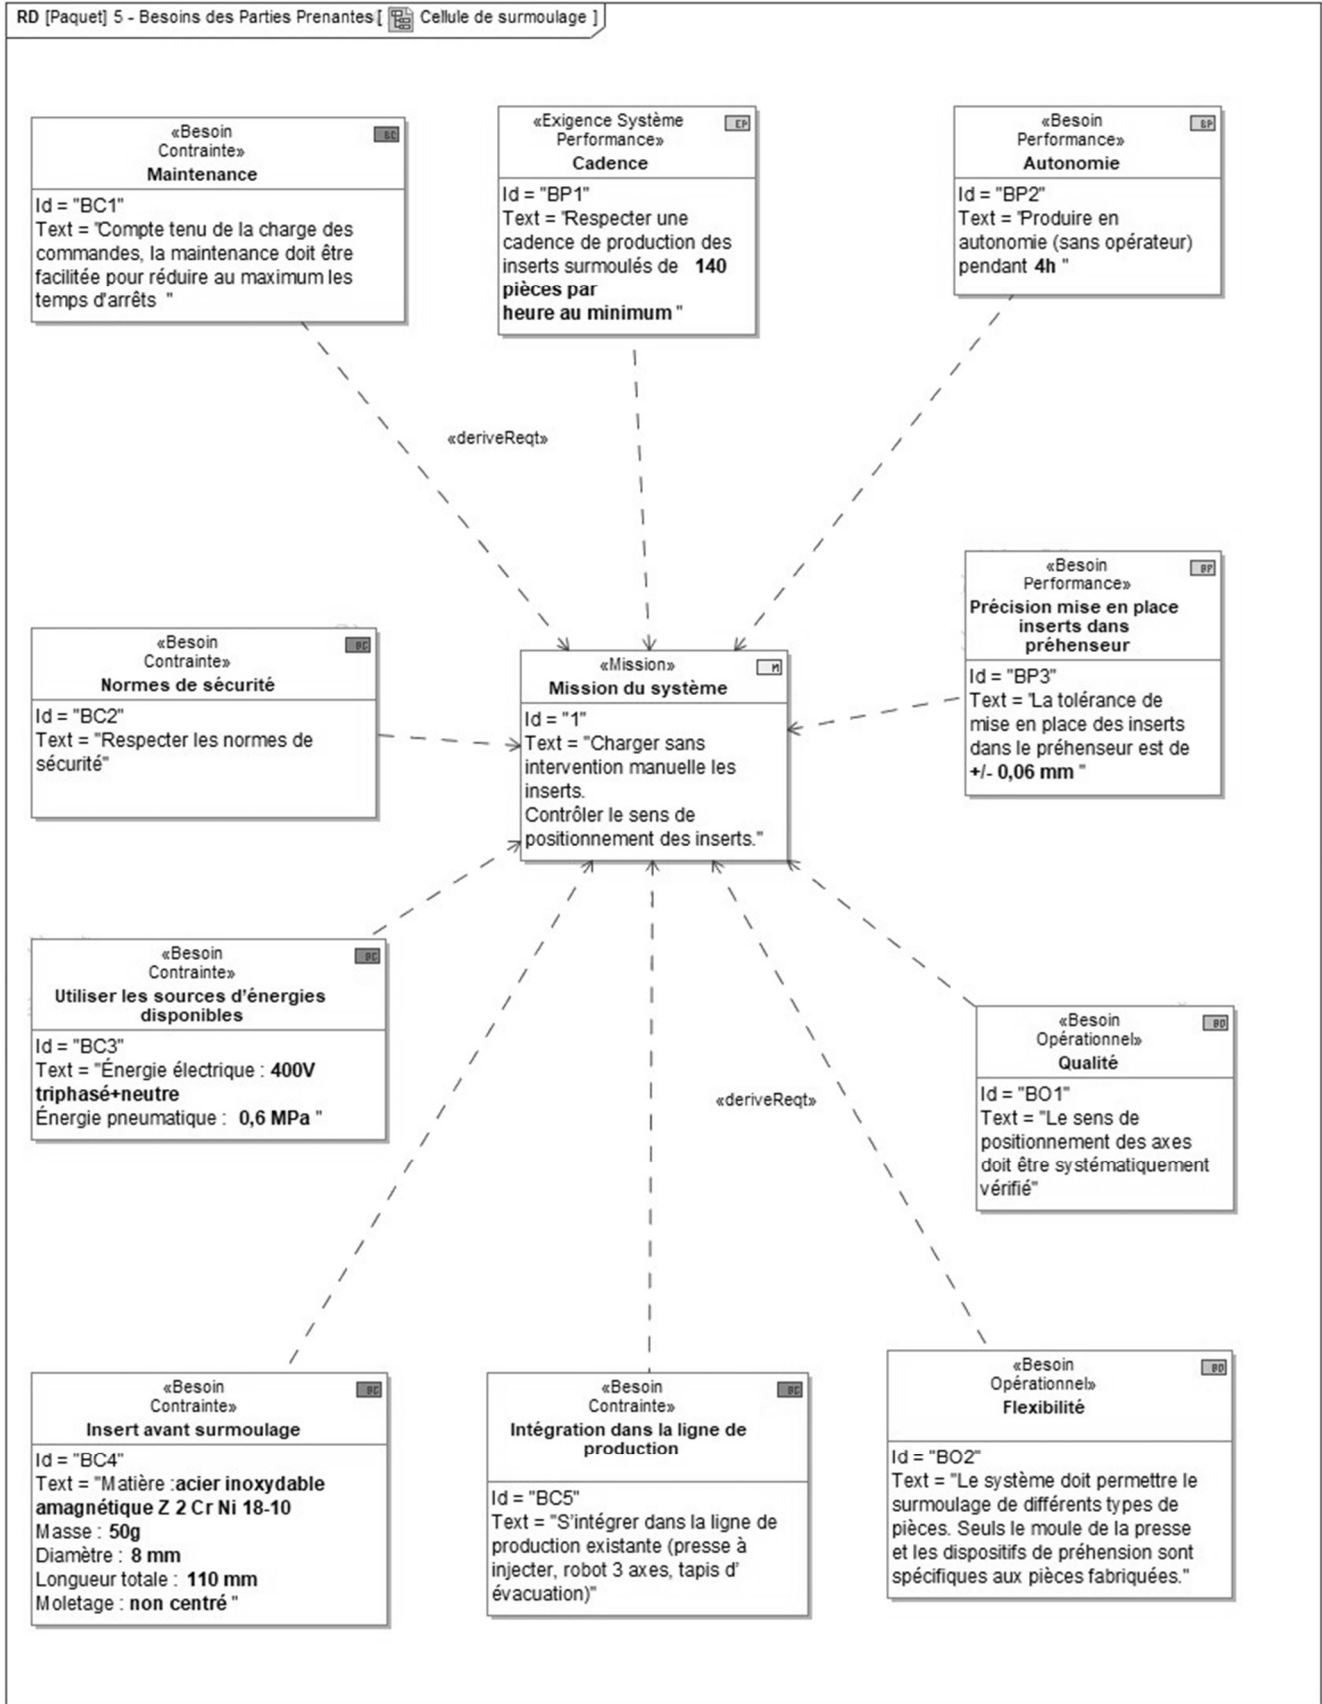 RD [Paquet] 5 - Besoins des Parties Prenantes[ Cellule de surmoulage ]
«Besoin
Contrainte»
BC
Maintenance
Id = "BC1"
Text = "Compte tenu de la charge des
commandes, la maintenance doit être
facilitée pour réduire au maximum les
temps d'arrêts "
«Exigence Système
Performance»
EP
Cadence
Id = "BP1"
Text = "Respecter une
cadence de production des
inserts surmoulés de 140
pièces par
heure au minimum "
«Besoin
Performance»
BP
Autonomie
Id = "BP2"
Text = "Produire en
autonomie (sans opérateur)
pendant 4h "
«deriveReqt»
«Besoin
Performance»
BP
Précision mise en place
inserts dans
préhenseur
Id = "BP3"
Text = "La tolérance de
mise en place des inserts
dans le préhenseur est de
+/- 0,06 mm "
«Besoin
Contrainte»
BC
Normes de sécurité
Id = "BC2"
Text = "Respecter les normes de
sécurité"
«Mission»
M
Mission du système
Id = "1"
Text = "Charger sans
intervention manuelle les
inserts.
Contrôler le sens de
positionnement des inserts."
«Besoin
Contrainte»
BC
Utiliser les sources d'énergies
disponibles
Id = "BC3"
Text = "Énergie électrique : 400V
triphasé+neutre
Énergie pneumatique : 0,6 MPa "
«Besoin
Opérationnel»
BO
Qualité
Id = "BO1"
Text = "Le sens de
positionnement des axes
doit être systématiquement
vérifié"
«deriveReqt»
«Besoin
Contrainte»
BC
Insert avant surmoulage
Id = "BC4"
Text = "Matière :acier inoxydable
amagnétique Z 2 Cr Ni 18-10
Masse : 50g
Diamètre : 8 mm
Longueur totale : 110 mm
Moletage : non centré "
«Besoin
Contrainte»
BC
Intégration dans la ligne de
production
Id = "BC5"
Text = "S'intégrer dans la ligne de
production existante (presse à
injecter, robot 3 axes, tapis d'
évacuation)"
«Besoin
Opérationnel»
BO
Flexibilité
Id = "BO2"
Text = "Le système doit permettre le
surmoulage de différents types de
pièces. Seuls le moule de la presse
et les dispositifs de préhension sont
spécifiques aux pièces fabriquées."